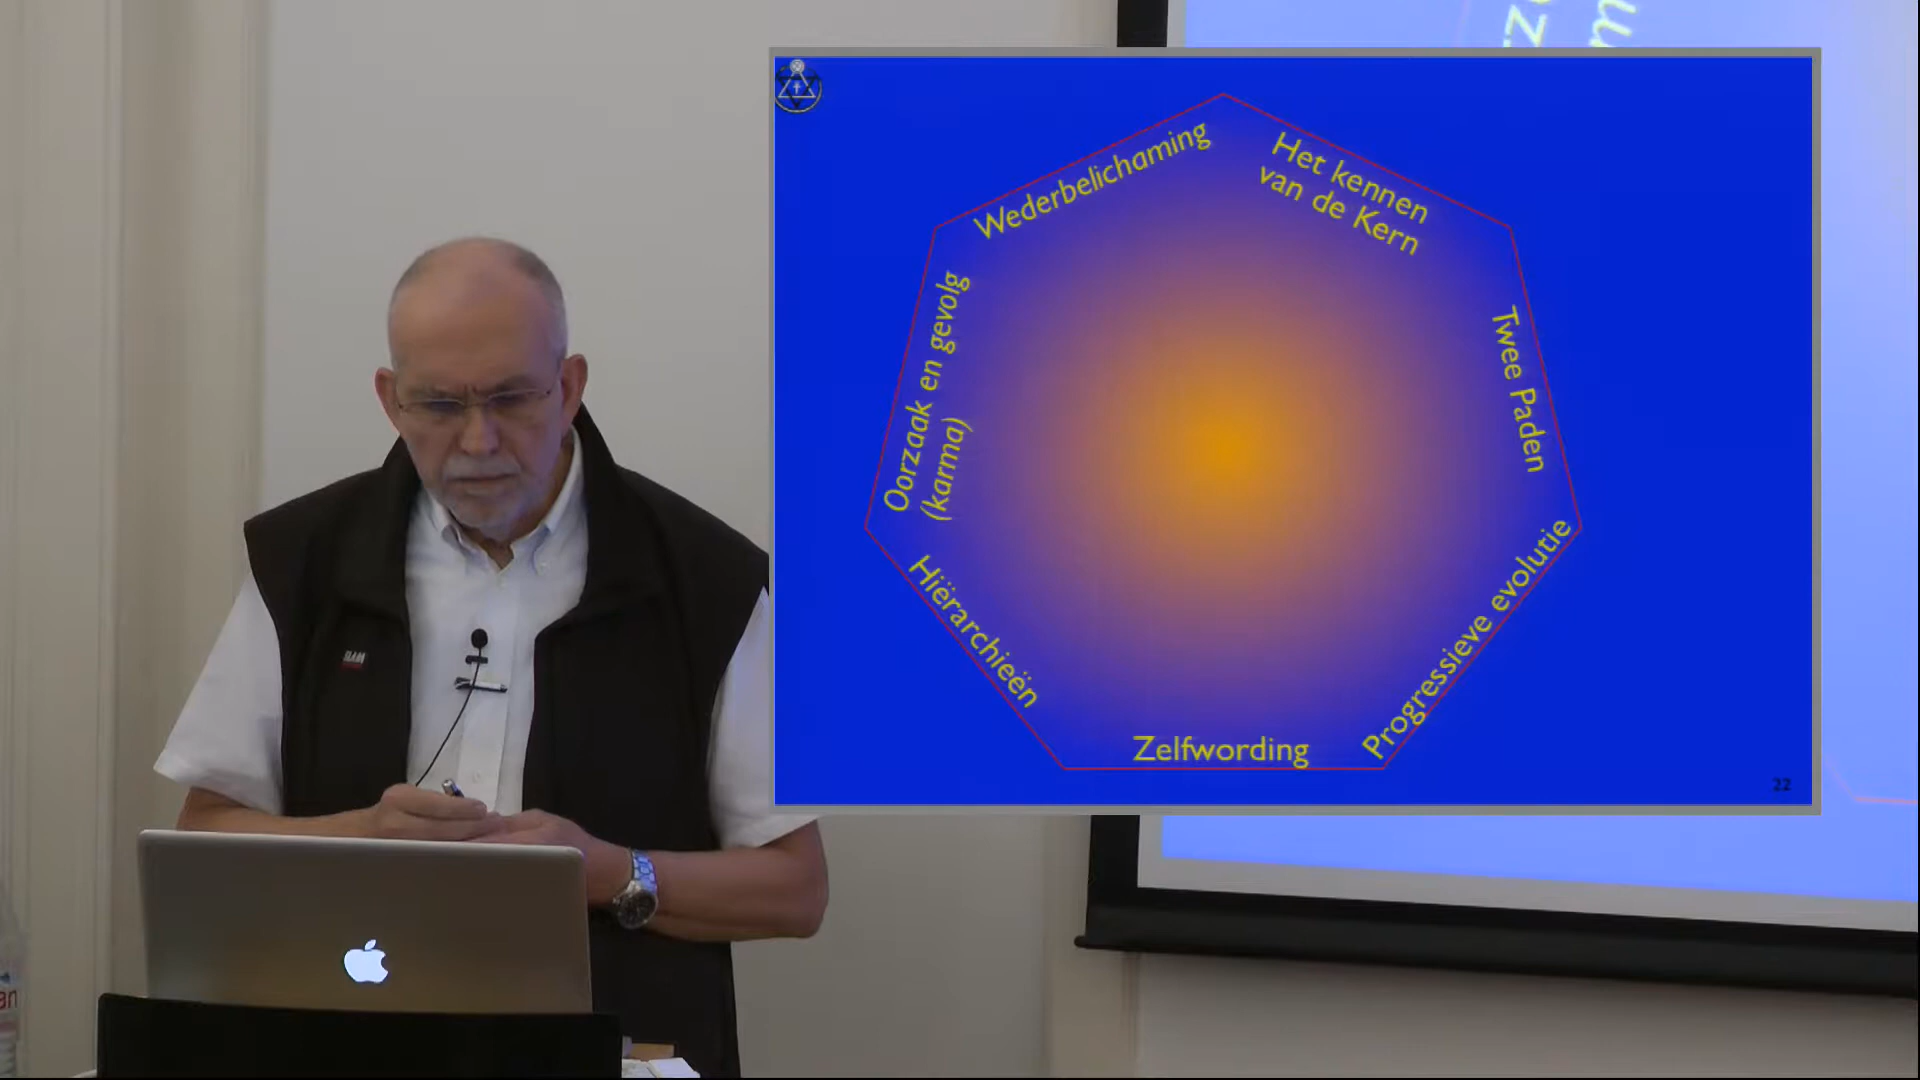 Wederbelichaming
Het kennen
van de Kern
Oorzaak en gevolg
(karma)
Twee Paden
Hiërarchieën
Progressieve evolutie
Zelfwording
22